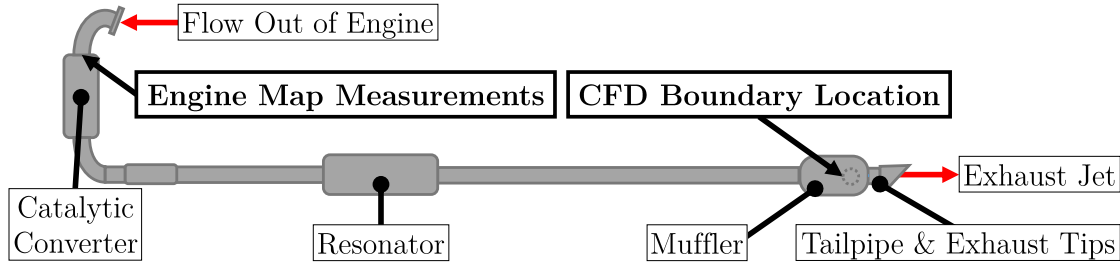 Flow Out of Engine
Engine Map Measurements
CFD Boundary Location
Exhaust Jet
Catalytic
Converter
Resonator
Muffler
Tailpipe & Exhaust Tips